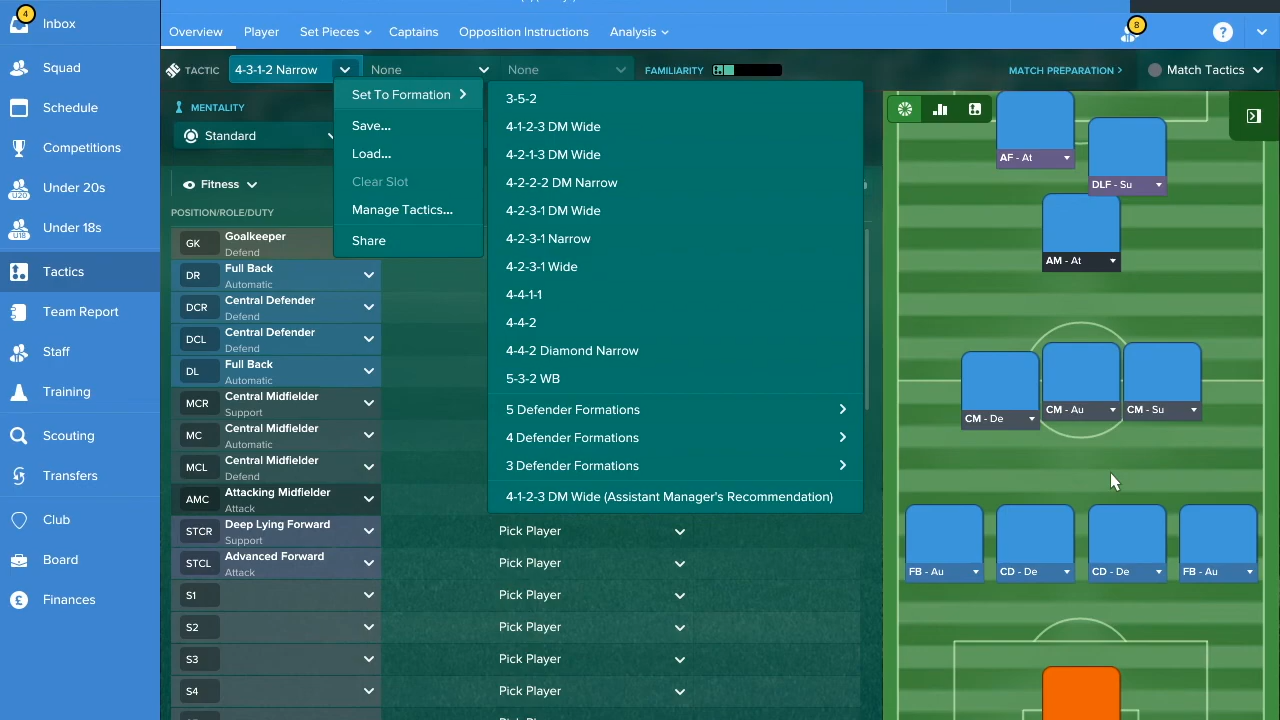 4
Inbox
Squad
Schedule
Competitions
U20
Under 20s
U18
Under 18s
Tactics
Team Report
Staff
Training
Scouting
Transfers
Club
Board
£
Finances
Overview
Player
Set Pieces
Captains
Opposition Instructions
Analysis
8
?
TACTIC
4-3-1-2 Narrow
None
None
FAMILIARITY
MATCH PREPARATION >
Match Tactics
MENTALITY
Standard
Fitness
POSITION/ROLE/DUTY
GK
Goalkeeper
Defend
DR
Full Back
Automatic
DCR
Central Defender
Defend
DCL
Central Defender
Defend
DL
Full Back
Automatic
MCR
Central Midfielder
Support
MC
Central Midfielder
Automatic
MCL
Central Midfielder
Defend
AMC
Attacking Midfielder
Attack
STCR
Deep Lying Forward
Support
Pick Player
STCL
Advanced Forward
Attack
Pick Player
S1
Pick Player
S2
Pick Player
S3
Pick Player
S4
Pick Player
Set To Formation
Save...
Load...
Clear Slot
Manage Tactics...
Share
3-5-2
4-1-2-3 DM Wide
4-2-1-3 DM Wide
4-2-2-2 DM Narrow
4-2-3-1 DM Wide
4-2-3-1 Narrow
4-2-3-1 Wide
4-4-1-1
4-4-2
4-4-2 Diamond Narrow
5-3-2 WB
5 Defender Formations
4 Defender Formations
3 Defender Formations
4-1-2-3 DM Wide (Assistant Manager's Recommendation)
AF - At
DLF - Su
AM - At
CM - De
CM - Au
CM - Su
FB - Au
CD - De
CD - De
FB - Au